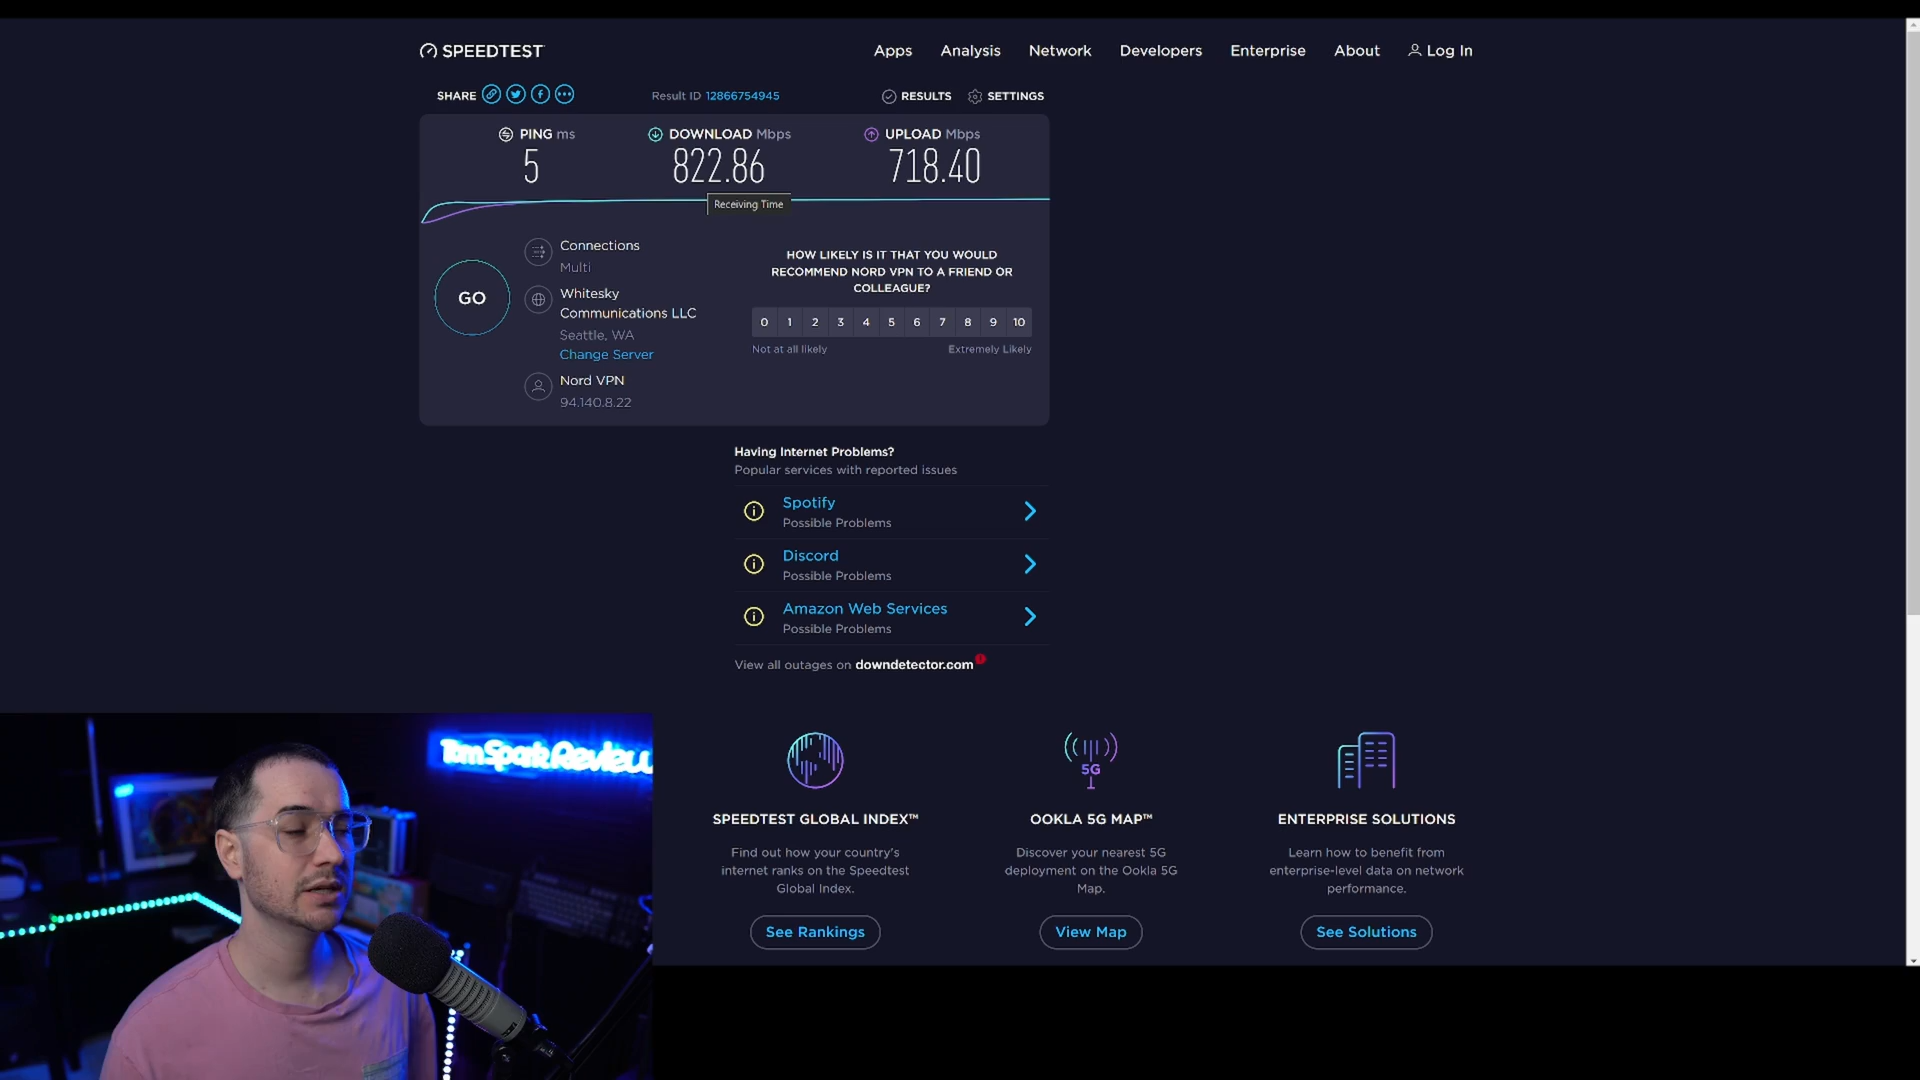 SPEEDTEST
Apps Analysis Network Developers Enterprise About Log In
SHARE
Result ID 12866754945
RESULTS SETTINGS
PING ms
5
DOWNLOAD Mbps
822.86
UPLOAD Mbps
718.40
Receiving Time
GO
Connections
Multi
Whitesky
Communications LLC
Seattle, WA
Change Server
Nord VPN
94.140.8.22
HOW LIKELY IS IT THAT YOU WOULD
RECOMMEND NORD VPN TO A FRIEND OR
COLLEAGUE?
0 1 2 3 4 5 6 7 8 9 10
Not at all likely Extremely Likely
Having Internet Problems?
Popular services with reported issues
Spotify
Possible Problems
Discord
Possible Problems
Amazon Web Services
Possible Problems
View all outages on downdetector.com
Tom Spark Review
5G
SPEEDTEST GLOBAL INDEX™
Find out how your country's
internet ranks on the Speedtest
Global Index.
See Rankings
OOKLA 5G MAP™
Discover your nearest 5G
deployment on the Ookla 5G
Map.
View Map
ENTERPRISE SOLUTIONS
Learn how to benefit from
enterprise-level data on network
performance.
See Solutions